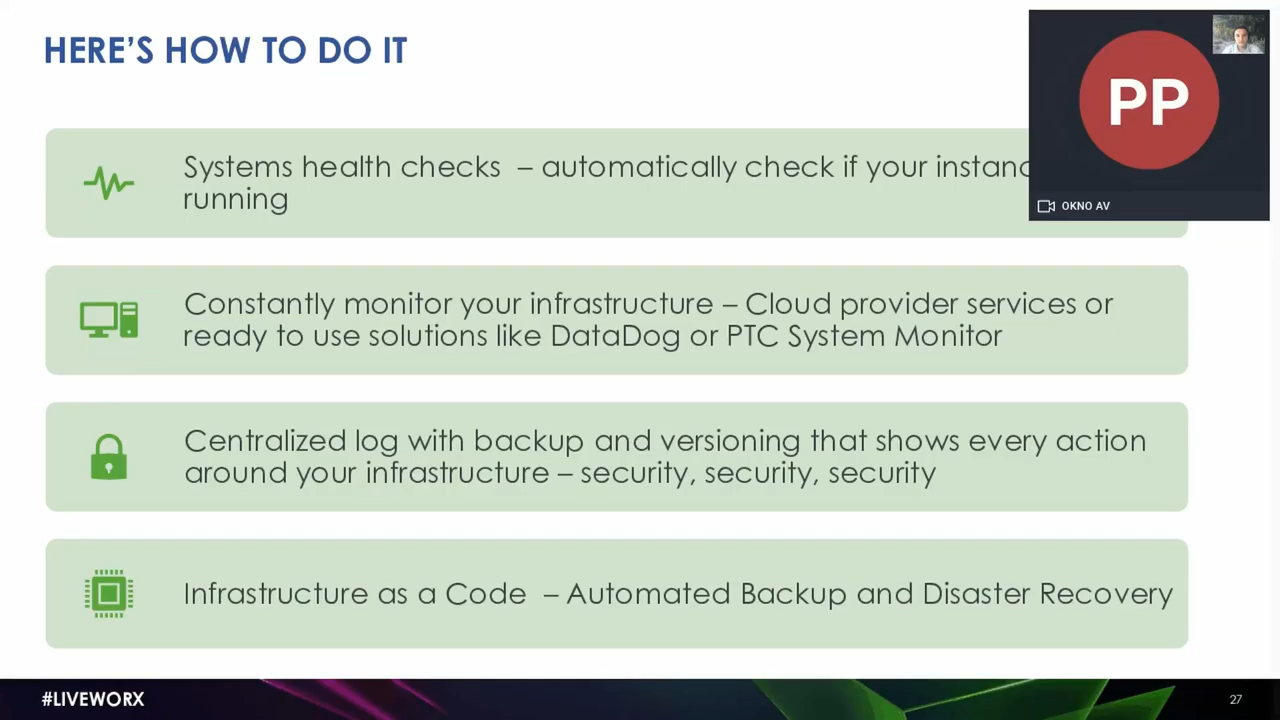 HERE'S HOW TO DO IT
PP
OKNO AV
Systems health checks – automatically check if your
running
Constantly monitor your infrastructure – Cloud provider services or
ready to use solutions like DataDog or PTC System Monitor
Centralized log with backup and versioning that shows every action
around your infrastructure – security, security, security
Infrastructure as a Code – Automated Backup and Disaster Recovery
#LIVEWORX
27